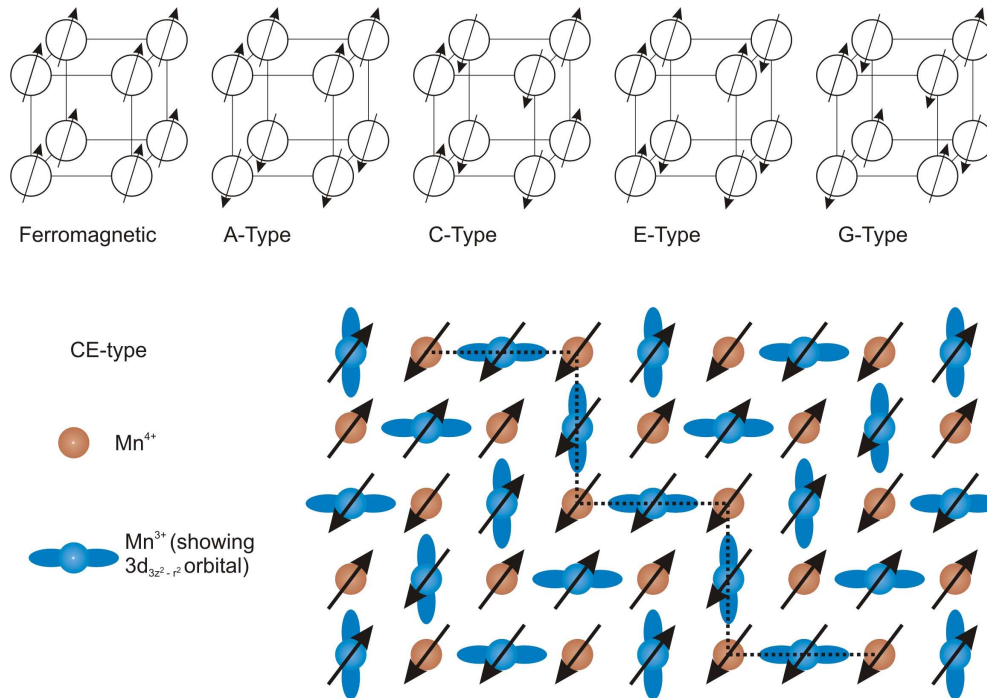 Ferromagnetic
A-Type
C-Type
E-Type
G-Type
CE-type
Mn4+
Mn3+ (showing
3d3z2 - r2 orbital)